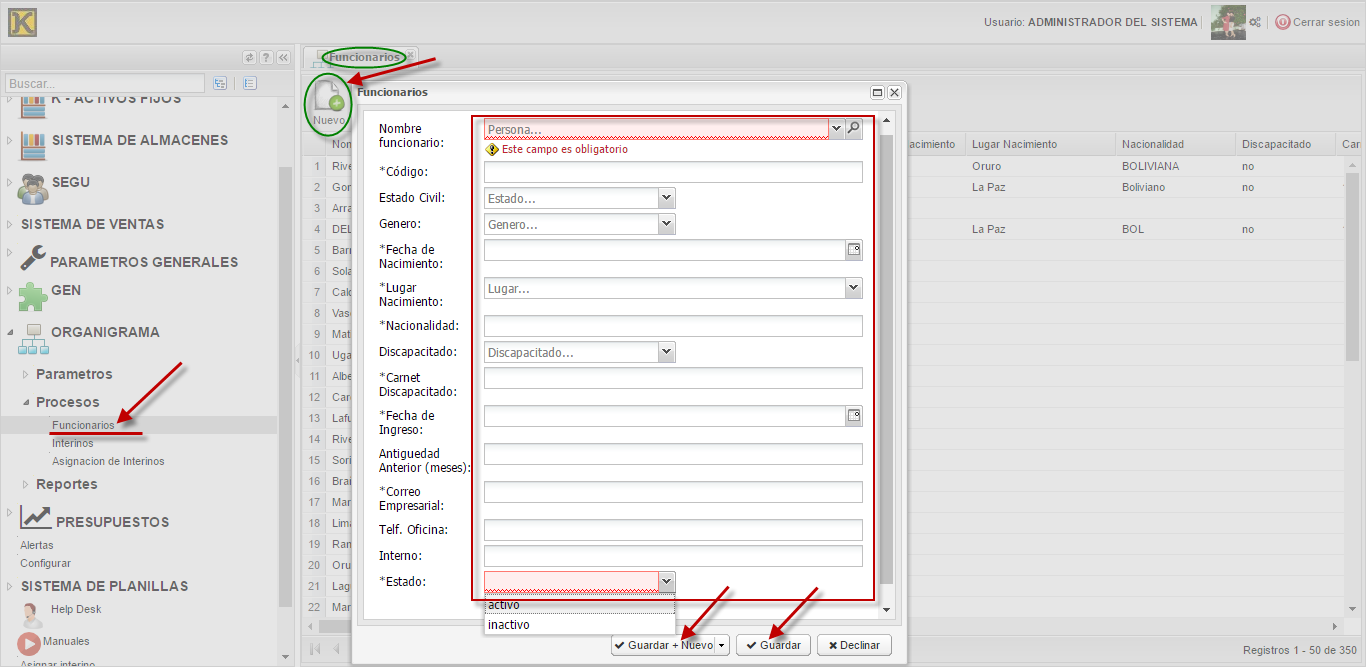 K
Usuario: ADMINISTRADOR DEL SISTEMA
Cerrar sesion
Buscar...
K - ACTIVOS FIJOS
SISTEMA DE ALMACENES
SEGU
SISTEMA DE VENTAS
PARAMETROS GENERALES
GEN
ORGANIGRAMA
Parametros
Procesos
Funcionarios
Interinos
Asignacion de Interinos
Reportes
PRESUPUESTOS
Alertas
Configurar
SISTEMA DE PLANILLAS
Help Desk
Manuales
Asignar interino
Funcionarios
Nuevo
Nom
1 Rive
2 Gor
3 Arra
4 DEL
5 Barr
6 Sola
7 Calc
8 Vas
9 Mat
10 Uga
11 Albe
12 Car
13 Lafu
14 Rive
15 Sori
16 Bran
17 Mar
18 Lima
19 Ran
20 Oru
21 Lag
22 Mar
Funcionarios
Nombre
funcionario:
Persona...
Este campo es obligatorio
*Código:
Estado Civil:
Estado...
Genero:
Genero...
*Fecha de
Nacimiento:
*Lugar
Nacimiento:
Lugar...
*Nacionalidad:
Discapacitado:
Discapacitado...
*Carnet
Discapacitado:
*Fecha de
Ingreso:
Antiguedad
Anterior (meses):
*Correo
Empresarial:
Telf. Oficina:
Interno:
*Estado:
activo
inactivo
Guardar + Nuevo
Guardar
Declinar
acimiento Lugar Nacimiento Nacionalidad Discapacitado Carr
Oruro BOLIVIANA no
La Paz Boliviano no
La Paz BOL no
Registros 1 - 50 de 350